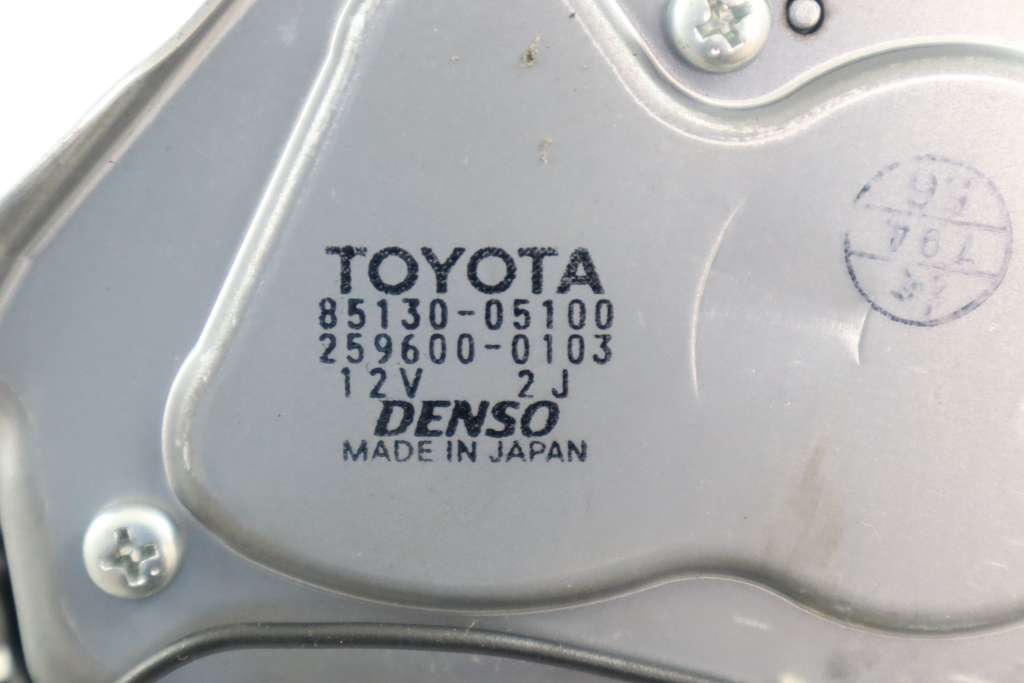 TOYOTA
85130-05100
259600-0103
12V 2J
DENSO
MADE IN JAPAN